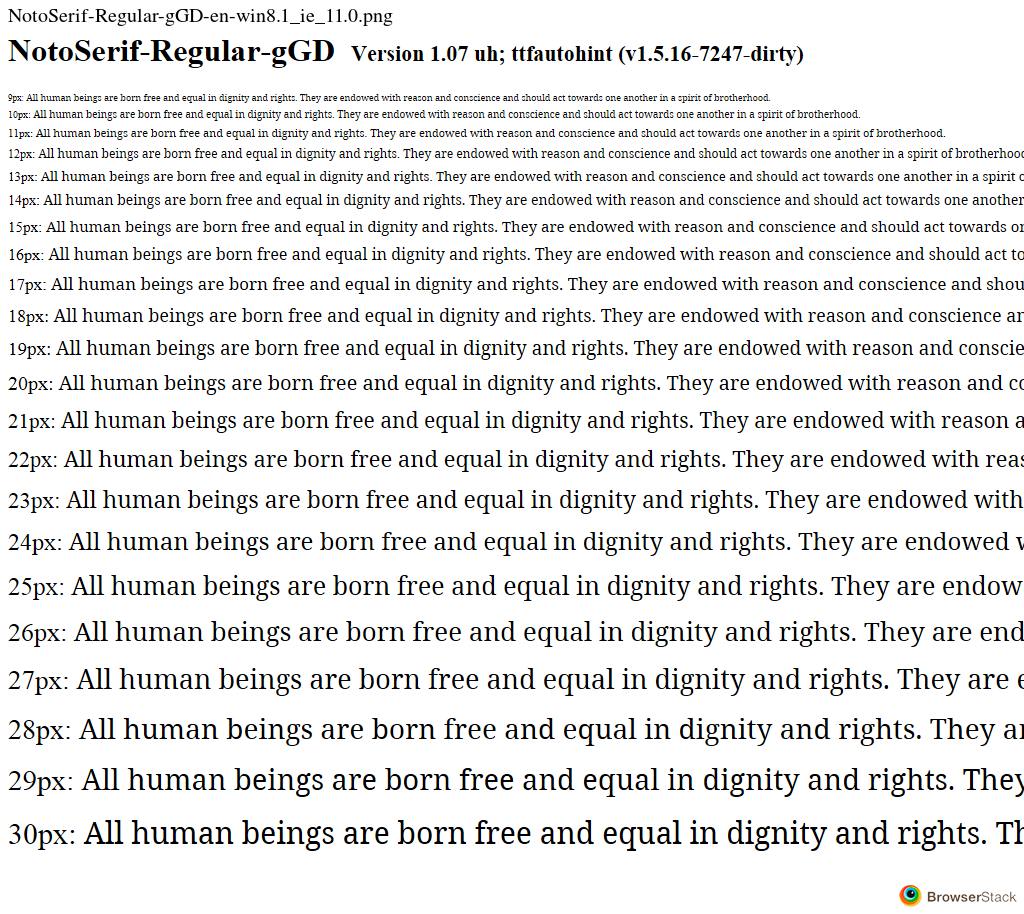 NotoSerif-Regular-gGD-en-win8.1_ie_11.0.png
NotoSerif-Regular-gGD Version 1.07 uh; ttfautohint (v1.5.16-7247-dirty)
9px: All human beings are born free and equal in dignity and rights. They are endowed with reason and conscience and should act towards one another in a spirit of brotherhood.
10px: All human beings are born free and equal in dignity and rights. They are endowed with reason and conscience and should act towards one another in a spirit of brotherhood.
11px: All human beings are born free and equal in dignity and rights. They are endowed with reason and conscience and should act towards one another in a spirit of brotherhood.
12px: All human beings are born free and equal in dignity and rights. They are endowed with reason and conscience and should act towards one another in a spirit of brotherhood
13px: All human beings are born free and equal in dignity and rights. They are endowed with reason and conscience and should act towards one another in a spirit o
14px: All human beings are born free and equal in dignity and rights. They are endowed with reason and conscience and should act towards one another
15px: All human beings are born free and equal in dignity and rights. They are endowed with reason and conscience and should act towards or
16px: All human beings are born free and equal in dignity and rights. They are endowed with reason and conscience and should act to
17px: All human beings are born free and equal in dignity and rights. They are endowed with reason and conscience and shou
18px: All human beings are born free and equal in dignity and rights. They are endowed with reason and conscience ar
19px: All human beings are born free and equal in dignity and rights. They are endowed with reason and conscie
20px: All human beings are born free and equal in dignity and rights. They are endowed with reason and co
21px: All human beings are born free and equal in dignity and rights. They are endowed with reason a
22px: All human beings are born free and equal in dignity and rights. They are endowed with reas
23px: All human beings are born free and equal in dignity and rights. They are endowed with
24px: All human beings are born free and equal in dignity and rights. They are endowed
25px: All human beings are born free and equal in dignity and rights. They are endow
26px: All human beings are born free and equal in dignity and rights. They are end
27px: All human beings are born free and equal in dignity and rights. They are e
28px: All human beings are born free and equal in dignity and rights. They ar
29px: All human beings are born free and equal in dignity and rights. They
30px: All human beings are born free and equal in dignity and rights. Th
BrowserStack